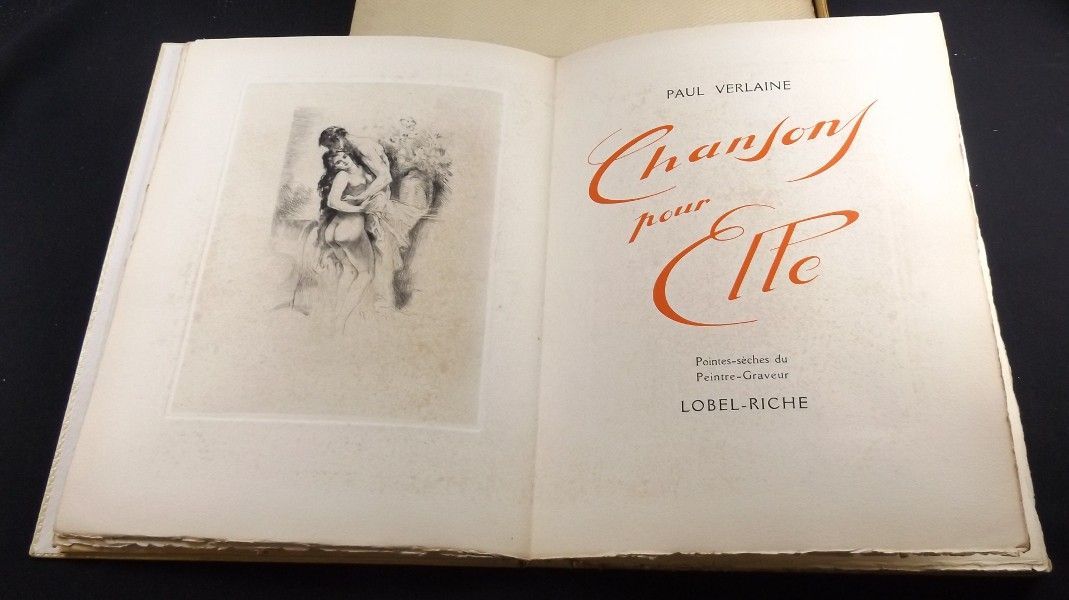 PAUL VERLAINE
Chansons
pour
Elle
Pointes-sèches du
Peintre-Graveur
LOBEL-RICHE